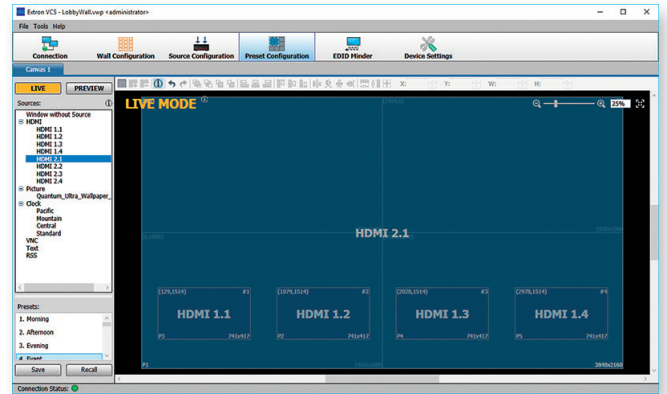 Extron VCS - LobbyWall.vwp <administrator>
File Tools Help
Connection
Wall Configuration
Source Configuration
Preset Configuration
EDID Minder
Device Settings
Canvas 1
LIVE
PREVIEW
X:
Y:
W:
H:
Sources:
Window without Source
HDMI
HDMI 1.1
HDMI 1.2
HDMI 1.3
HDMI 1.4
HDMI 2.1
HDMI 2.2
HDMI 2.3
HDMI 2.4
Picture
Quantum_Ultra_Wallpaper_
Clock
Pacific
Mountain
Central
Standard
VNC
Text
RSS
LIVE MODE
25%
HDMI 2.1
(129,1514) #1
HDMI 1.1
P3 741x417
(1079,1514) #2
HDMI 1.2
P2 741x417
(2028,1514) #3
HDMI 1.3
P4 741x417
(2978,1514) #4
HDMI 1.4
P5 741x417
P1
3840x2160
Presets:
1. Morning
2. Afternoon
3. Evening
4. Event
Save
Recall
Connection Status: